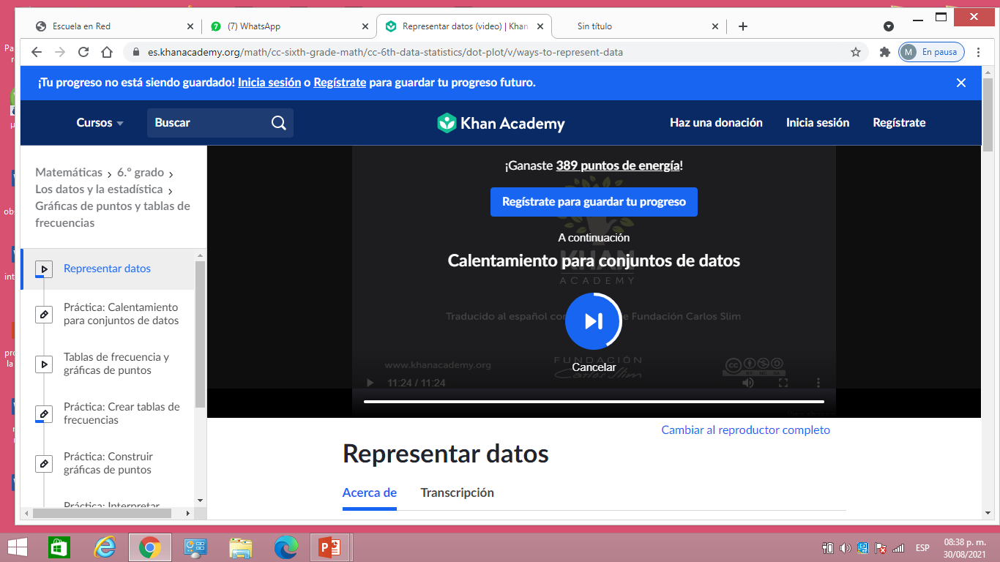 Escuela en Red
(7) WhatsApp
Representar datos (video) | Khan
Sin título
es.khanacademy.org/math/cc-sixth-grade-math/cc-6th-data-statistics/dot-plot/v/ways-to-represent-data
M
En pausa
¡Tu progreso no está siendo guardado! Inicia sesión o Regístrate para guardar tu progreso futuro.
Cursos
Buscar
Khan Academy
Haz una donación
Inicia sesión
Regístrate
Matemáticas > 6.º grado >
Los datos y la estadística >
Gráficas de puntos y tablas de
frecuencias
Representar datos
Práctica: Calentamiento
para conjuntos de datos
Tablas de frecuencia y
gráficas de puntos
Práctica: Crear tablas de
frecuencias
Práctica: Construir
gráficas de puntos
Práctica: Interpretar
¡Ganaste 389 puntos de energía!
Regístrate para guardar tu progreso
A continuación
Calentamiento para conjuntos de datos
KHAN
ACADEMY
Traducido al español con e Fundación Carlos Slim
www.khanacademy.org
FUNDACIÓN
Carlos Slim
Cancelar
11:24 / 11:24
Cambiar al reproductor completo
Representar datos
Acerca de
Transcripción
ESP
08:38 p. m.
30/08/2021